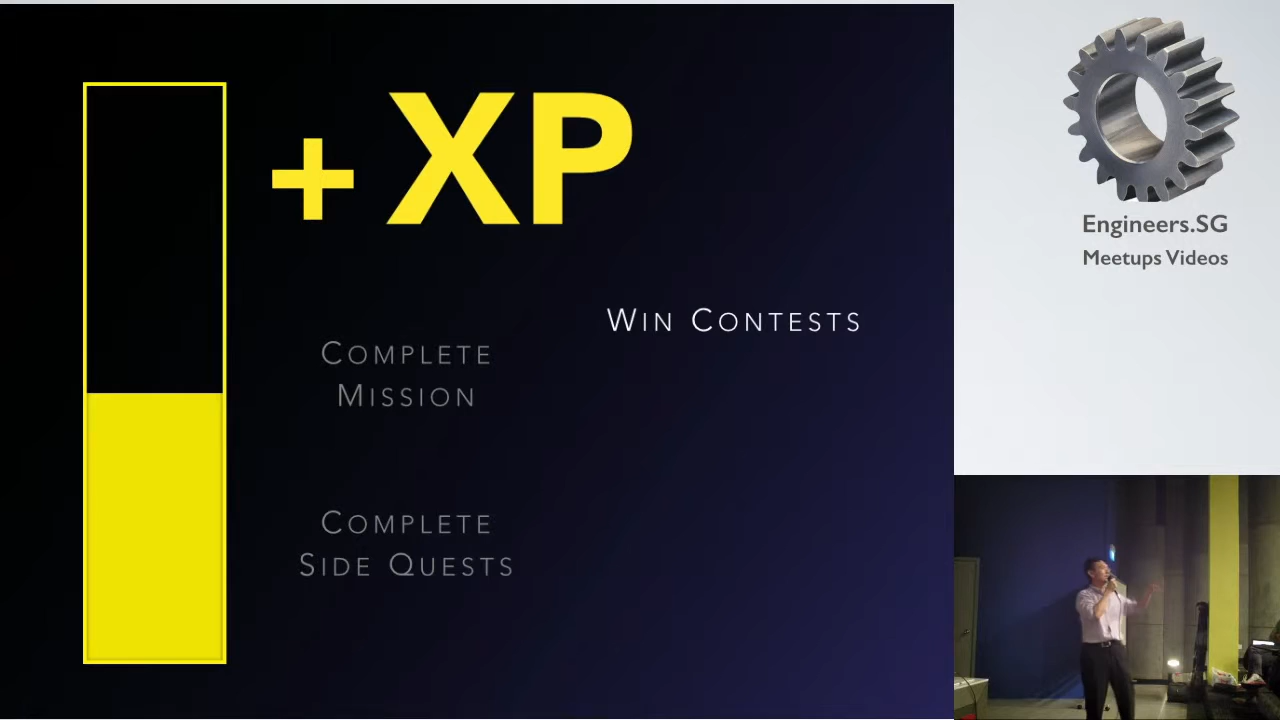 + XP
Win Contests
Complete
Mission
Complete
Side Quests
Engineers.SG
Meetups Videos